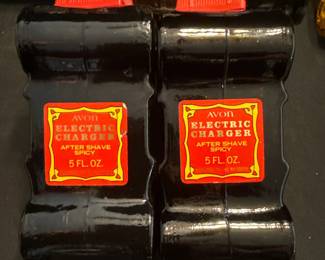 AVON
ELECTRIC
CHARGER
AFTER SHAVE
SPICY
5 FL. OZ.
AVON
ELECTRIC
CHARGER
AFTER SHAVE
SPICY
5 FL. OZ.